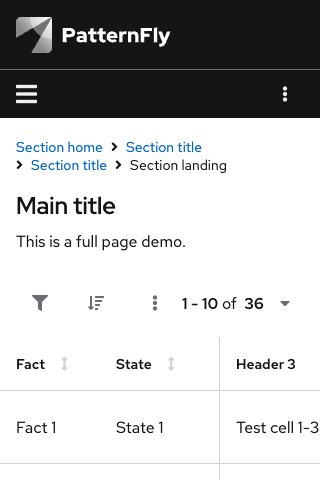 PatternFly
Section home Section title
Section title Section landing
Main title
This is a full page demo.
1 - 10 of 36
Fact State Header 3
Fact 1 State 1 Test cell 1-3